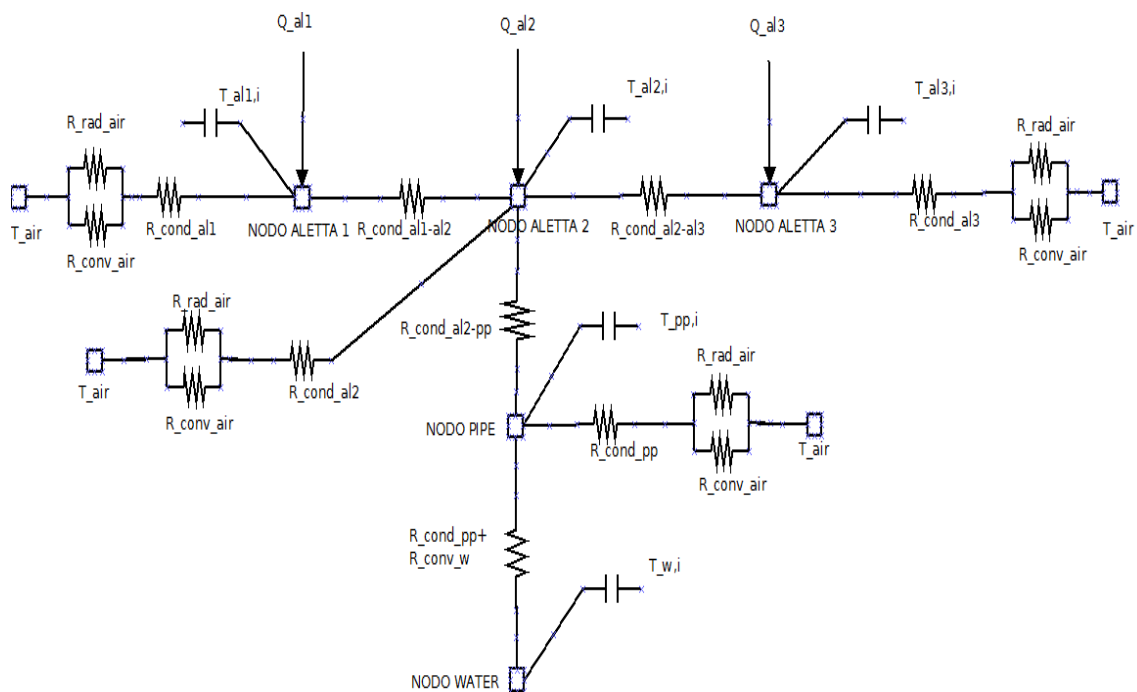 Q_al1
Q_al2
Q_al3
T_al1,i
T_al2,i
T_al3,i
R_rad_air
R_rad_air
T_air
R_cond_al1
NODO ALETTA 1
R_cond_al1-al2
NODO ALETTA 2
R_cond_al2-al3
NODO ALETTA 3
R_cond_al3
T_air
R_conv_air
R_conv_air
R_rad_air
T_air
R_cond_al2
R_conv_air
R_cond_al2-pp
T_pp,i
R_rad_air
NODO PIPE
R_cond_pp
T_air
R_conv_air
R_cond_pp+
R_conv_w
T_w,i
NODO WATER